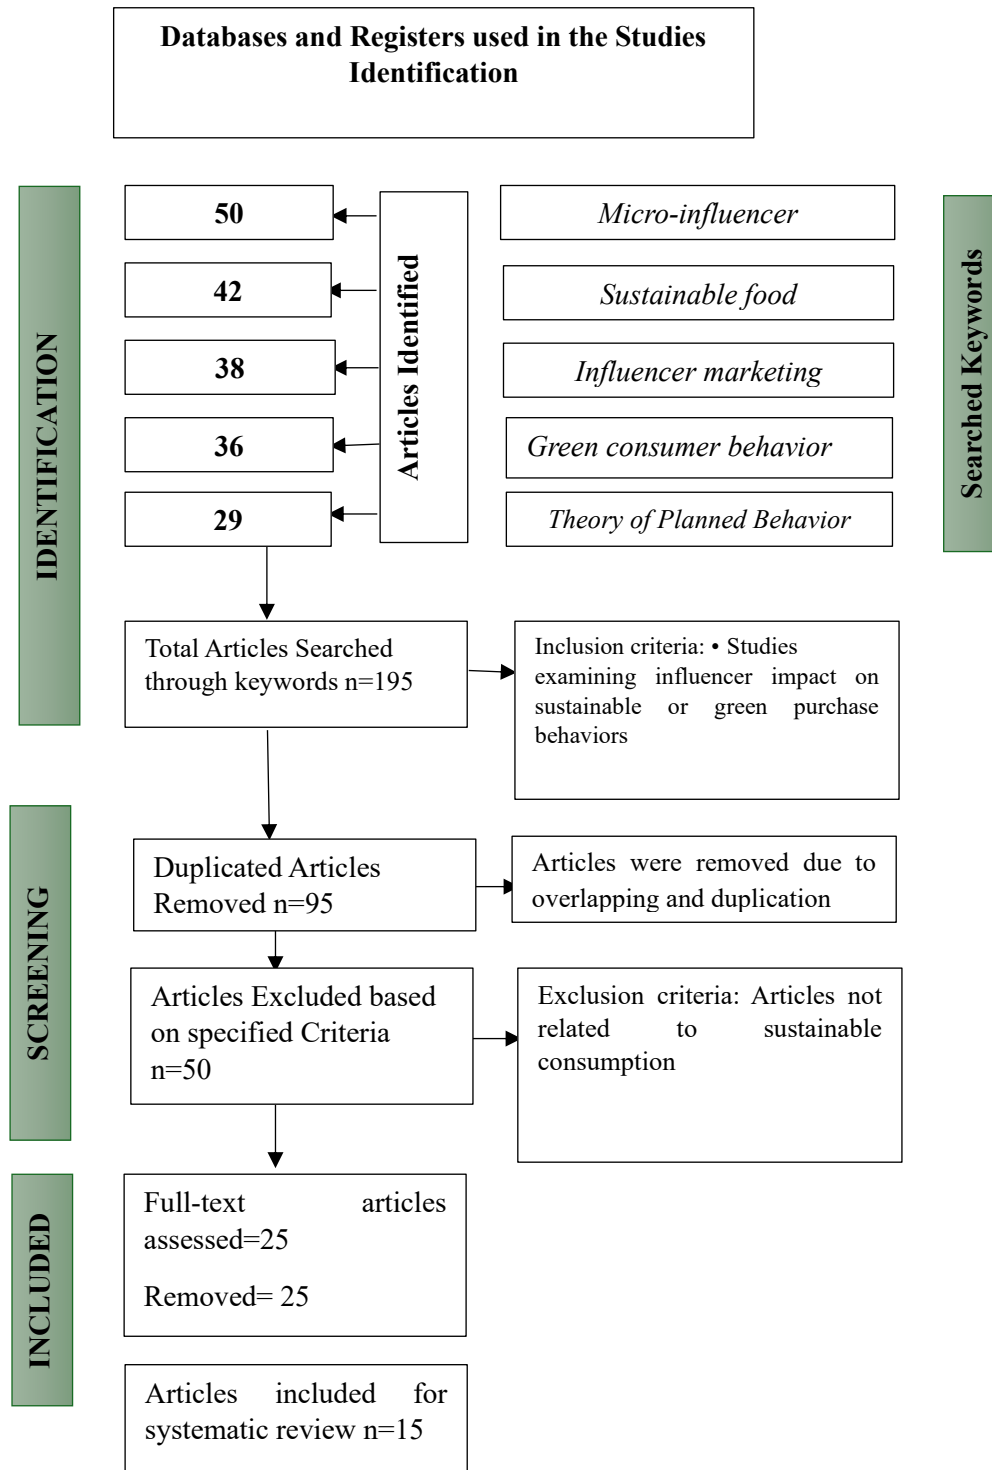 Databases and Registers used in the Studies
Identification
IDENTIFICATION
50
42
38
36
29
Articles Identified
Micro-influencer
Sustainable food
Influencer marketing
Green consumer behavior
Theory of Planned Behavior
Searched Keywords
Total Articles Searched
through keywords n=195
Inclusion criteria: • Studies
examining influencer impact on
sustainable or green purchase
behaviors
SCREENING
Duplicated Articles
Removed n=95
Articles were removed due to
overlapping and duplication
Articles Excluded based
on specified Criteria
n=50
Exclusion criteria: Articles not
related to sustainable
consumption
INCLUDED
Full-text articles
assessed=25
Removed= 25
Articles included for
systematic review n=15